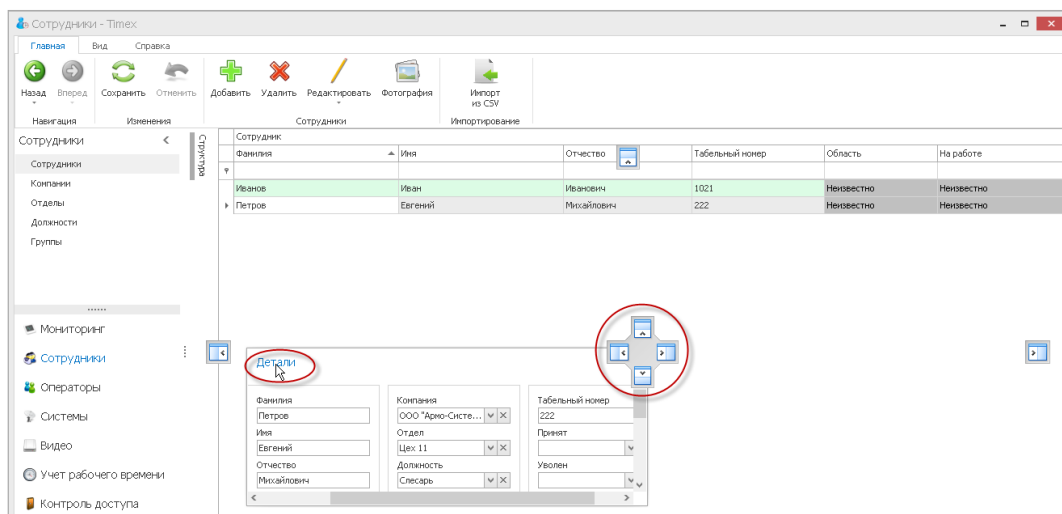 Сотрудники - Timex
Главная Вид Справка
Назад Вперед Сохранить Отменить Добавить Удалить Редактировать Фотография Импорт из CSV
Навигация Изменения Сотрудники Импортирование
Сотрудники
Сотрудники
Компании
Отделы
Должности
Группы
Мониторинг
Сотрудники
Операторы
Системы
Видео
Учет рабочего времени
Контроль доступа
Структура
Сотрудник
Фамилия Имя Отчество Табельный номер Область На работе
Иванов Иван Иванович 1021 Неизвестно Неизвестно
Петров Евгений Михайлович 222 Неизвестно Неизвестно
Детали
Фамилия Компания Табельный номер
Петров ООО "Армо-Систе... 222
Имя Отдел Принят
Евгений Цех 11
Отчество Должность Уволен
Михайлович Слесарь